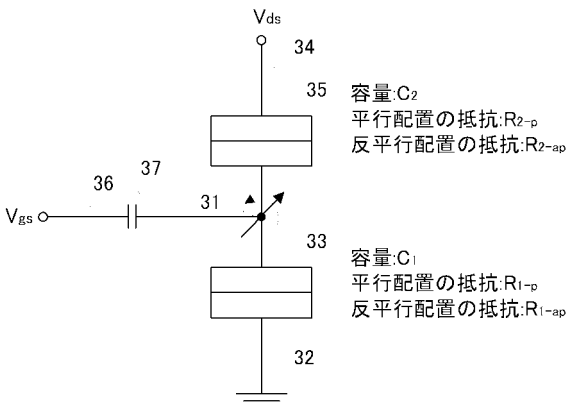 Vds
34
35
容量:C2
平行配置の抵抗:R2-p
反平行配置の抵抗:R2-ap
36
37
31
Vgs
33
容量:C1
平行配置の抵抗:R1-p
反平行配置の抵抗:R1-ap
32